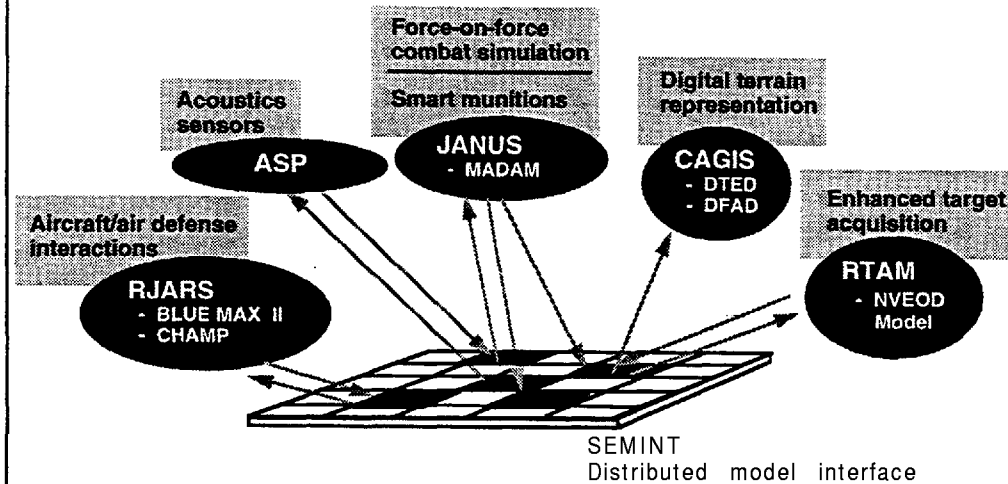 Force-on-force
combat simulation
Smart munitions
JANUS
- MADAM
Acoustics
sensors
ASP
Digital terrain
representation
CAGIS
- DTED
- DFAD
Aircraft/air defense
interactions
RJARS
- BLUE MAX II
- CHAMP
Enhanced target
acquisition
RTAM
- NVEOD
Model
SEMINT
Distributed model interface